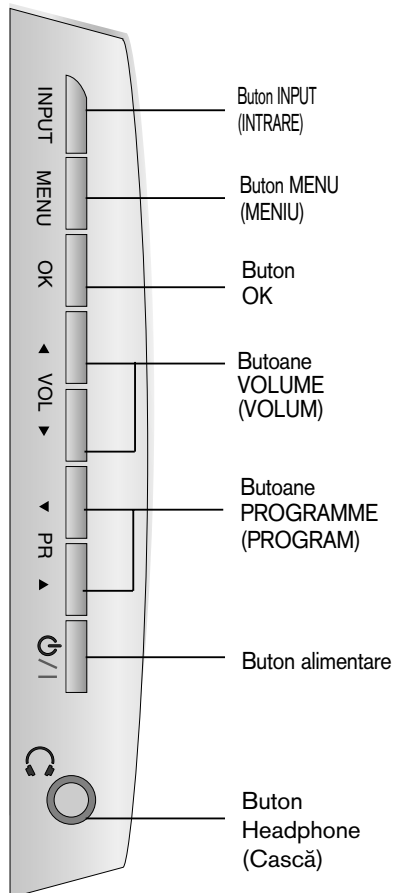 INPUT
Buton INPUT
(INTRARE)
MENU
Buton MENU
(MENIU)
OK
Buton
OK
VOL
Butoane
VOLUME
(VOLUM)
PR
Butoane
PROGRAMME
(PROGRAM)
Buton alimentare
Buton
Headphone
(Cască)